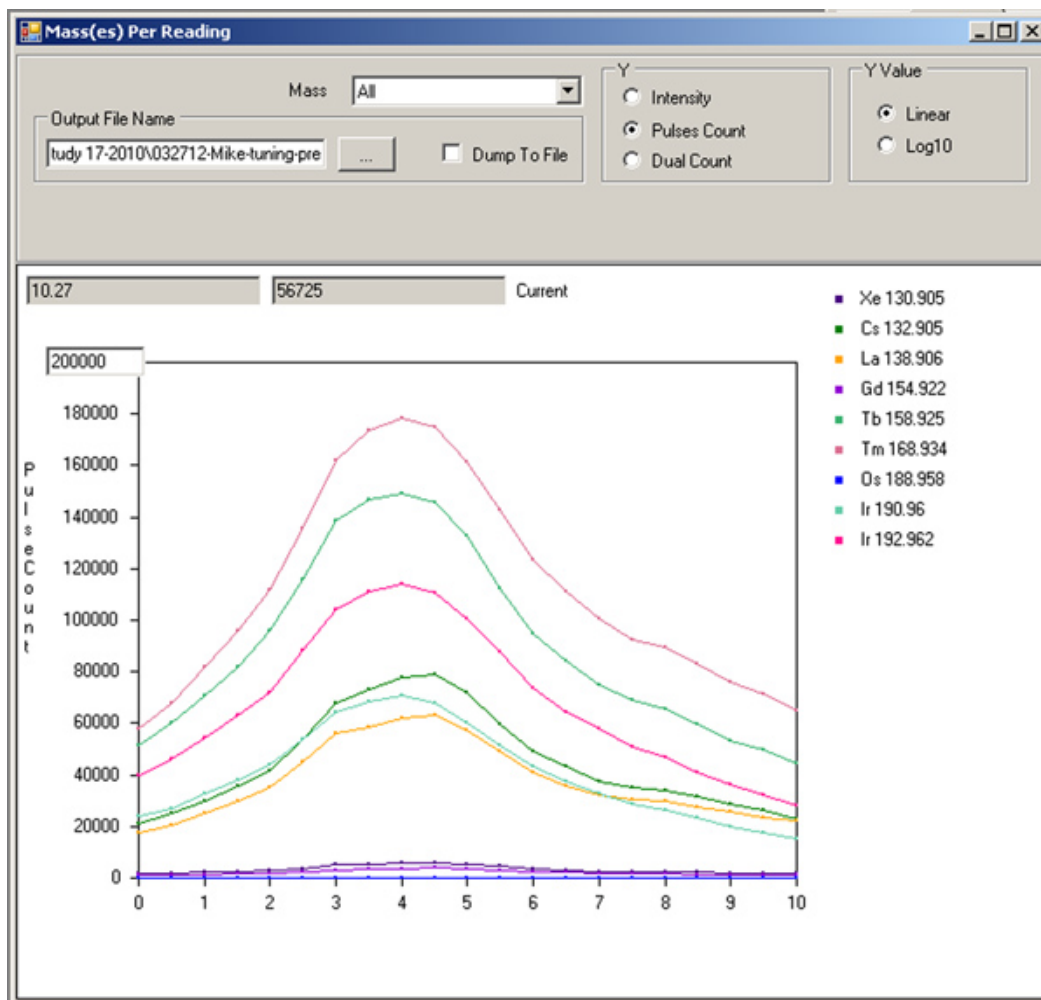 Mass(es) Per Reading
Mass All
Output File Name
tudy 17-2010\032712-Mike-tuning-pre ... Dump To File
Y
Intensity
Pulses Count
Dual Count
Y Value
Linear
Log10
10.27 56725 Current
200000
180000
160000
140000
120000
100000
80000
60000
40000
20000
0
PulseCount
0 1 2 3 4 5 6 7 8 9 10
Xe 130.905
Cs 132.905
La 138.906
Gd 154.922
Tb 158.925
Tm 168.934
Os 188.958
Ir 190.96
Ir 192.962